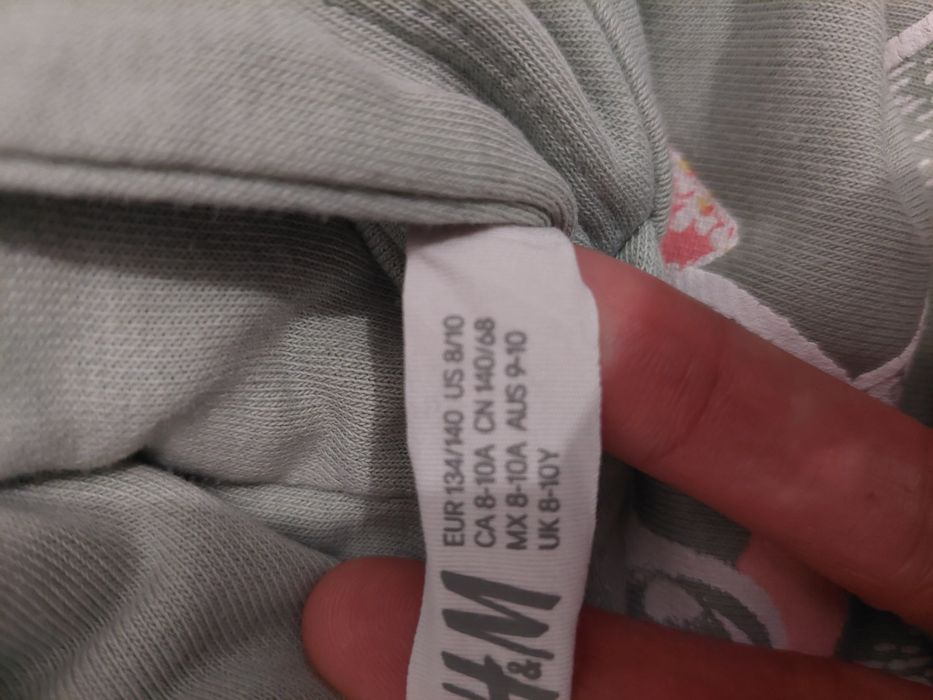 EUR 134/140 US 8/10
CA 8-10A CN 140/68
MX 8-10A AUS 9-10
UK 8-10Y
H&M